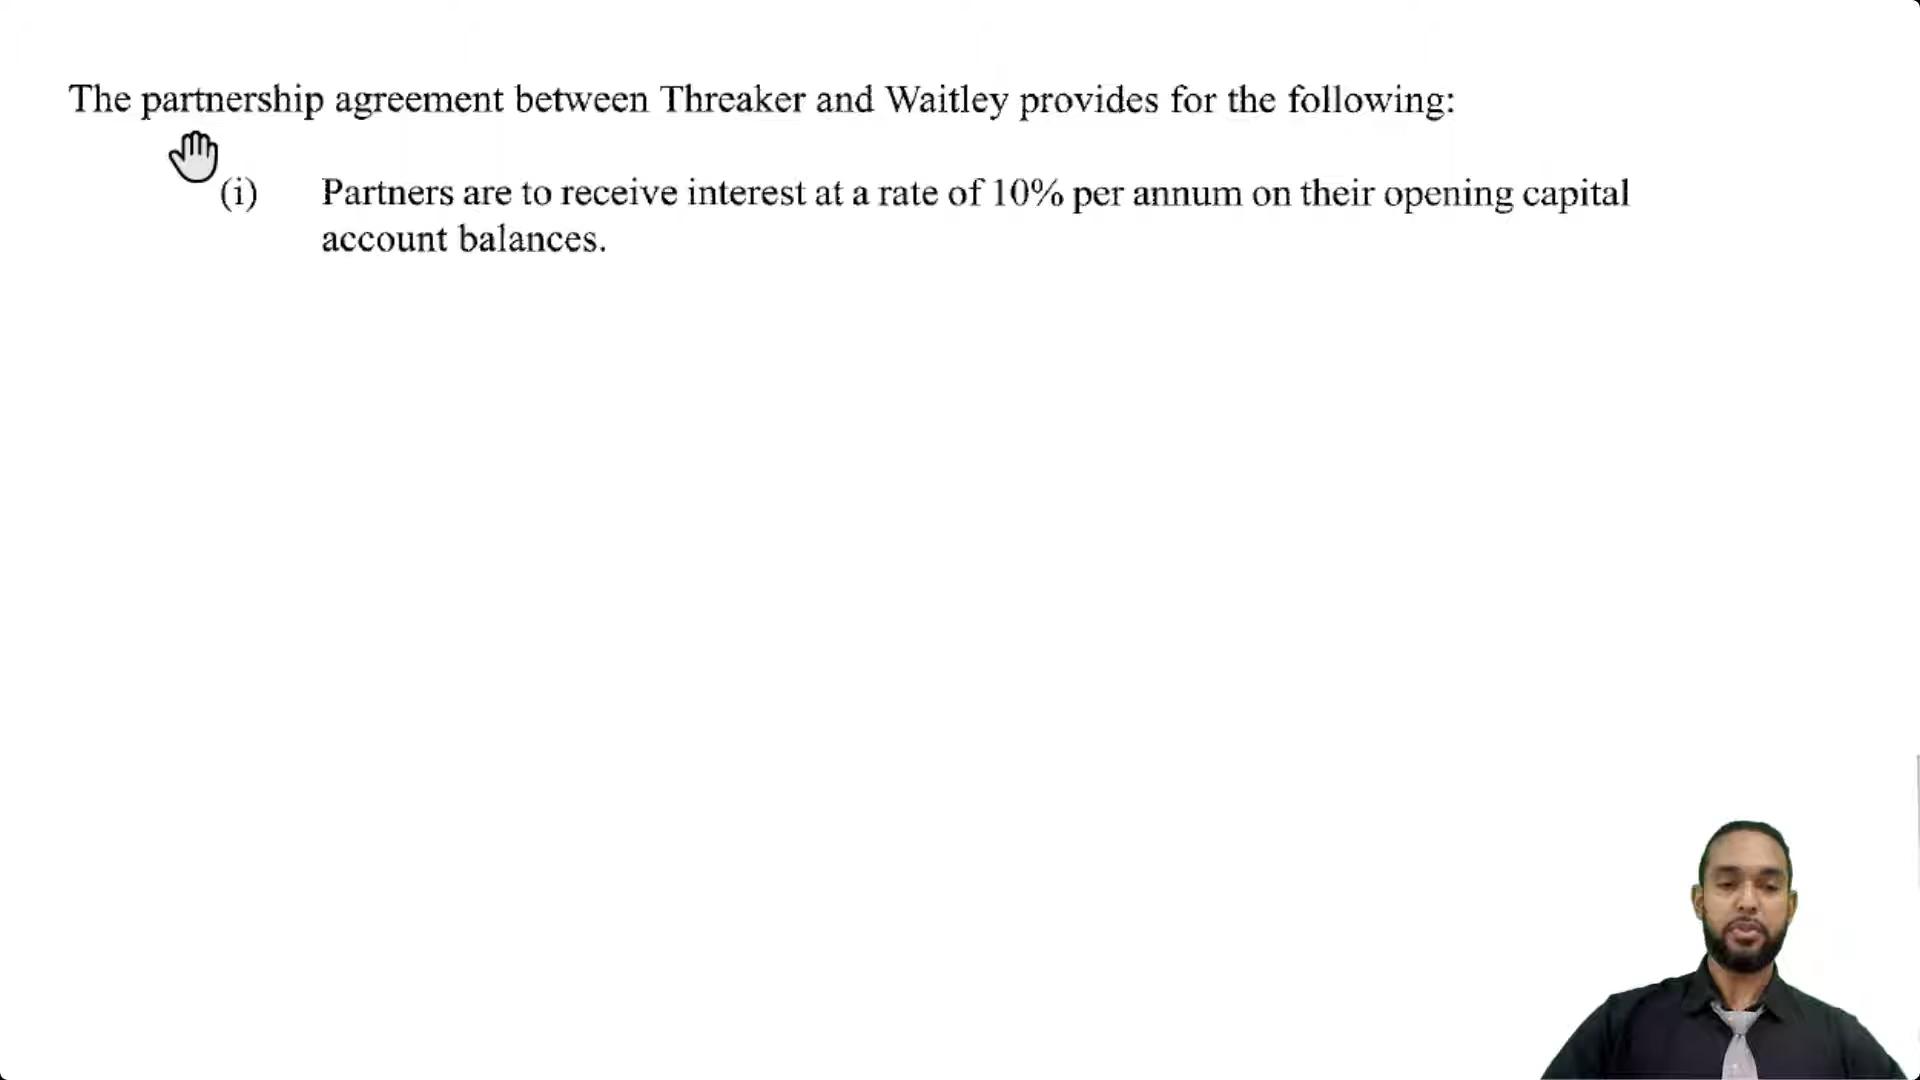 The partnership agreement between Threaker and Waitley provides for the following:
(i) Partners are to receive interest at a rate of 10% per annum on their opening capital
account balances.